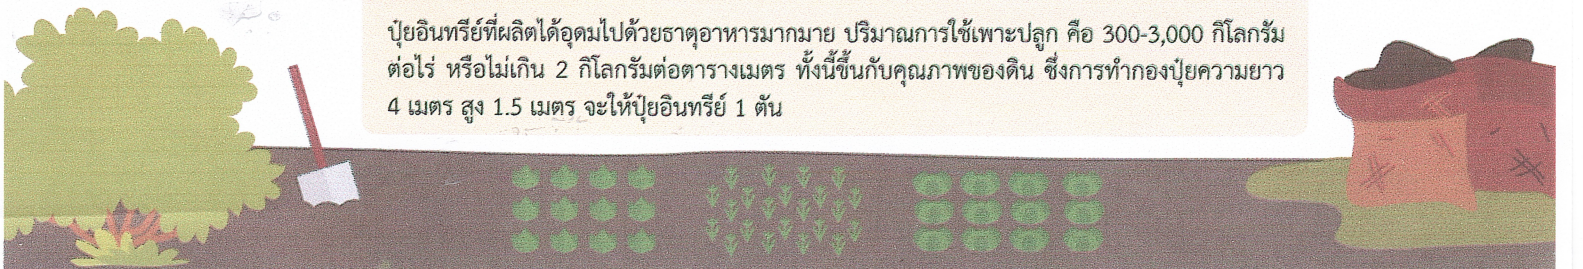 ปุ๋ยอินทรีย์ที่ผลิตได้อุดมไปด้วยธาตุอาหารมากมาย ปริมาณการใช้เพาะปลูก คือ 300-3,000 กิโลกรัม
ต่อไร่ หรือไม่เกิน 2 กิโลกรัมต่อตารางเมตร ทั้งนี้ขึ้นกับคุณภาพของดิน ซึ่งการทำกองปุ๋ยความยาว
4 เมตร สูง 1.5 เมตร จะให้ปุ๋ยอินทรีย์ 1 ตัน